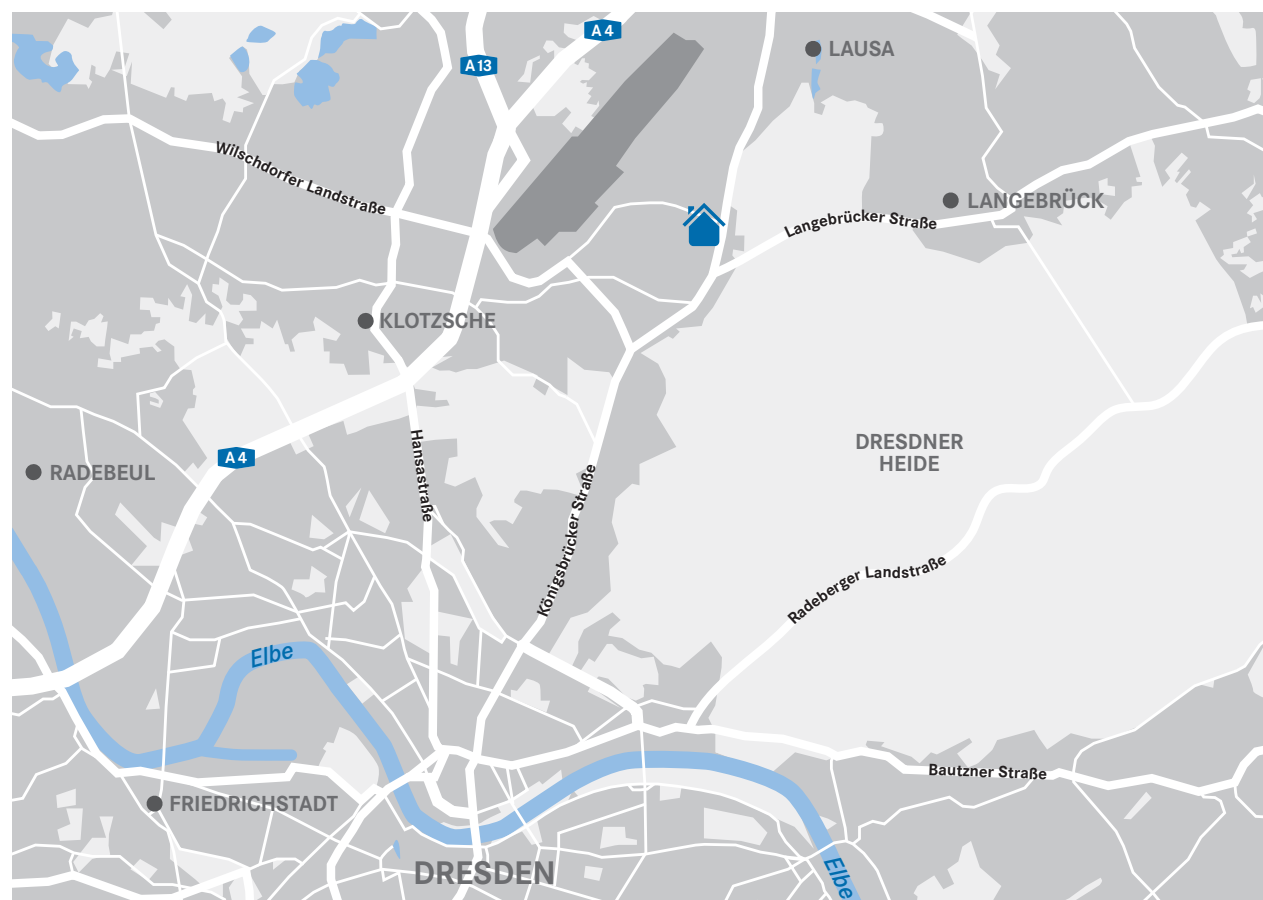 A 4
A 13
LAUSA
Wilschdorfer Landstraße
LANGEBRÜCK
Langebrücker Straße
KLOTZSCHE
A 4
RADEBEUL
Hansastraße
DRESDNER
HEIDE
Königsbrücker Straße
Radeberger Landstraße
Elbe
Bautzner Straße
FRIEDRICHSTADT
DRESDEN
Elbe